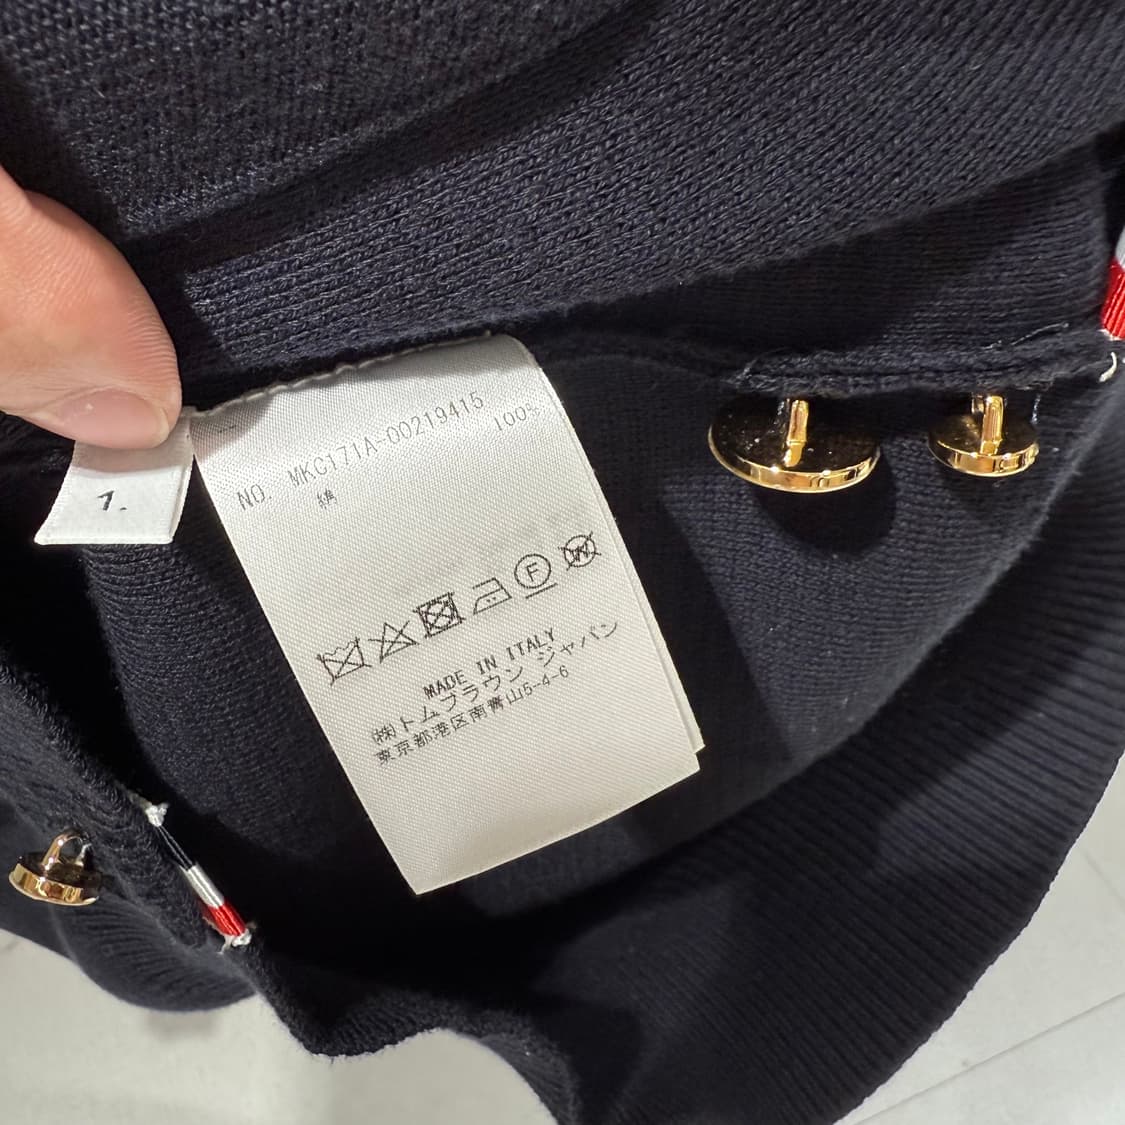 1.
NO. MKC171A-00219415
綿 100%
F
W
MADE IN ITALY
㈱トムブラウン ジャパン
東京都港区南青山5-4-6